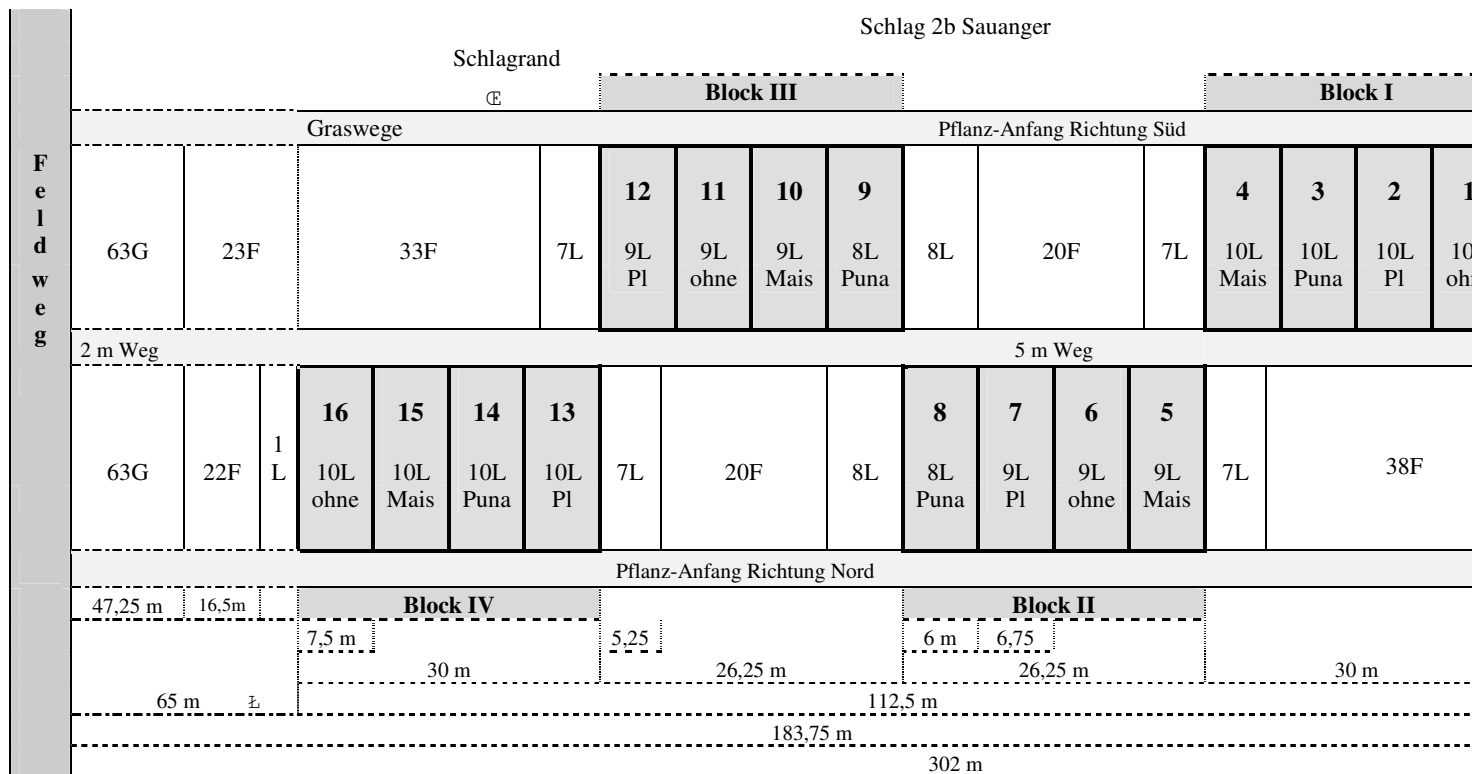 Schlag 2b Sauanger
Schlagrand
Œ
Block III
Block I
Graswege
Pflanz-Anfang Richtung Süd
Feldweg
63G
23F
33F
7L
12
9L
Pl
11
9L
ohne
10
9L
Mais
9
8L
Puna
8L
20F
7L
4
10L
Mais
3
10L
Puna
2
10L
Pl
2 m Weg
5 m Weg
63G
22F
1
L
16
10L
ohne
15
10L
Mais
14
10L
Puna
13
10L
Pl
7L
20F
8L
8
8L
Puna
7
9L
Pl
6
9L
ohne
5
9L
Mais
7L
38F
Pflanz-Anfang Richtung Nord
47,25 m
16,5m
Block IV
Block II
7,5 m
5,25
6 m
6,75
30 m
26,25 m
26,25 m
30 m
65 m
Ł
112,5 m
183,75 m
302 m